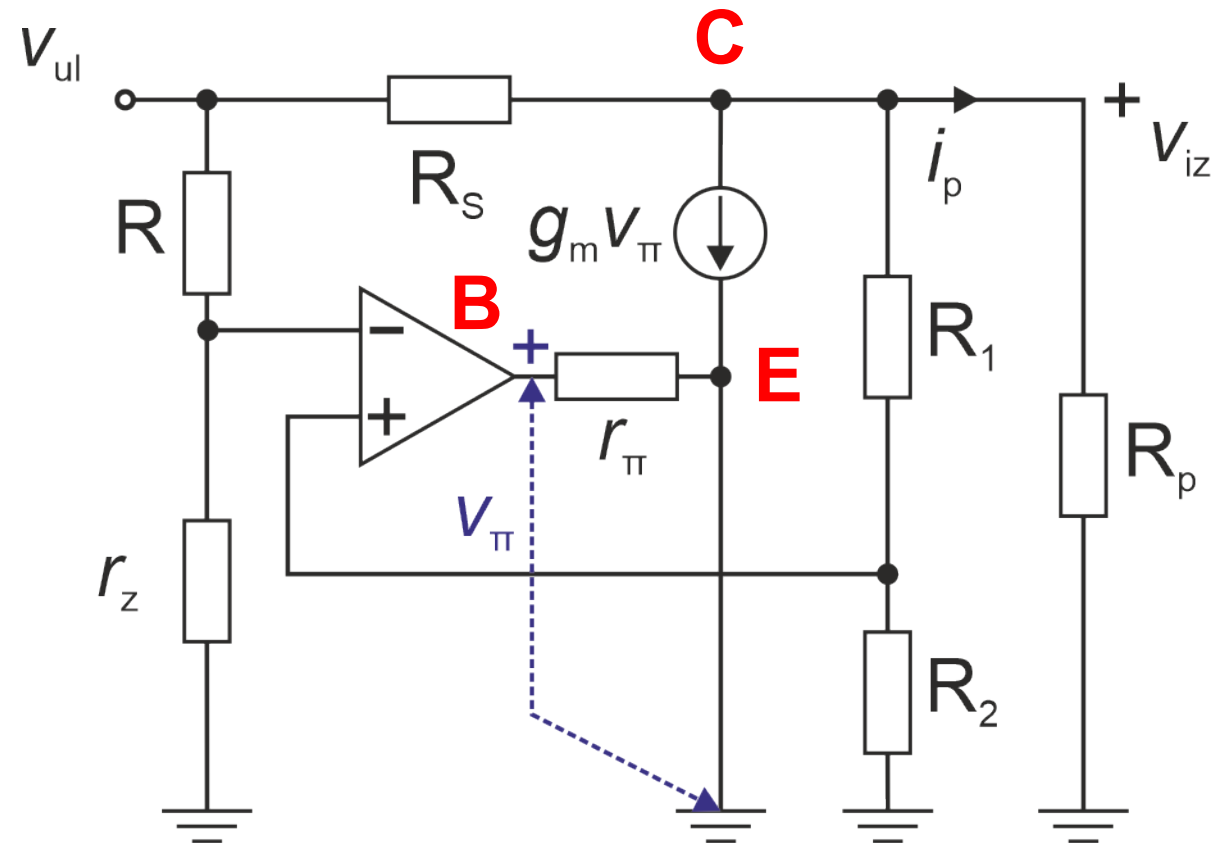 C
v_ul
+
v_iz
R_S
i_p
R
g_m v_π
B
R_1
−
+
E
+
r_π
R_p
v_π
r_z
R_2